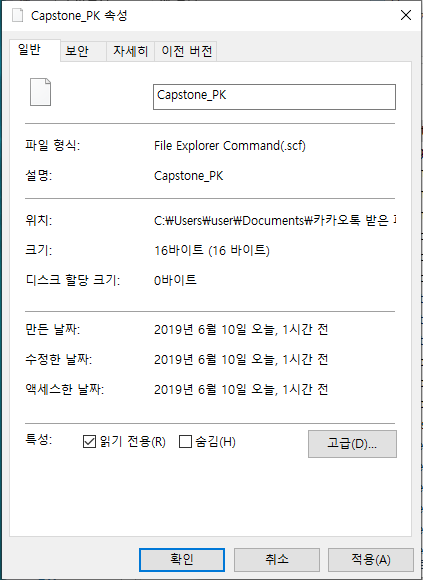 Capstone_PK 속성
일반 보안 자세히 이전 버전
Capstone_PK
파일 형식: File Explorer Command(.scf)
설명: Capstone_PK
위치: C:₩Users₩user₩Documents₩카카오톡 받은
크기: 16바이트 (16 바이트)
디스크 할당 크기: 0바이트
만든 날짜: 2019년 6월 10일 오늘, 1시간 전
수정한 날짜: 2019년 6월 10일 오늘, 1시간 전
액세스한 날짜: 2019년 6월 10일 오늘, 1시간 전
특성: 읽기 전용(R) 숨김(H) 고급(D)...
확인 취소 적용(A)